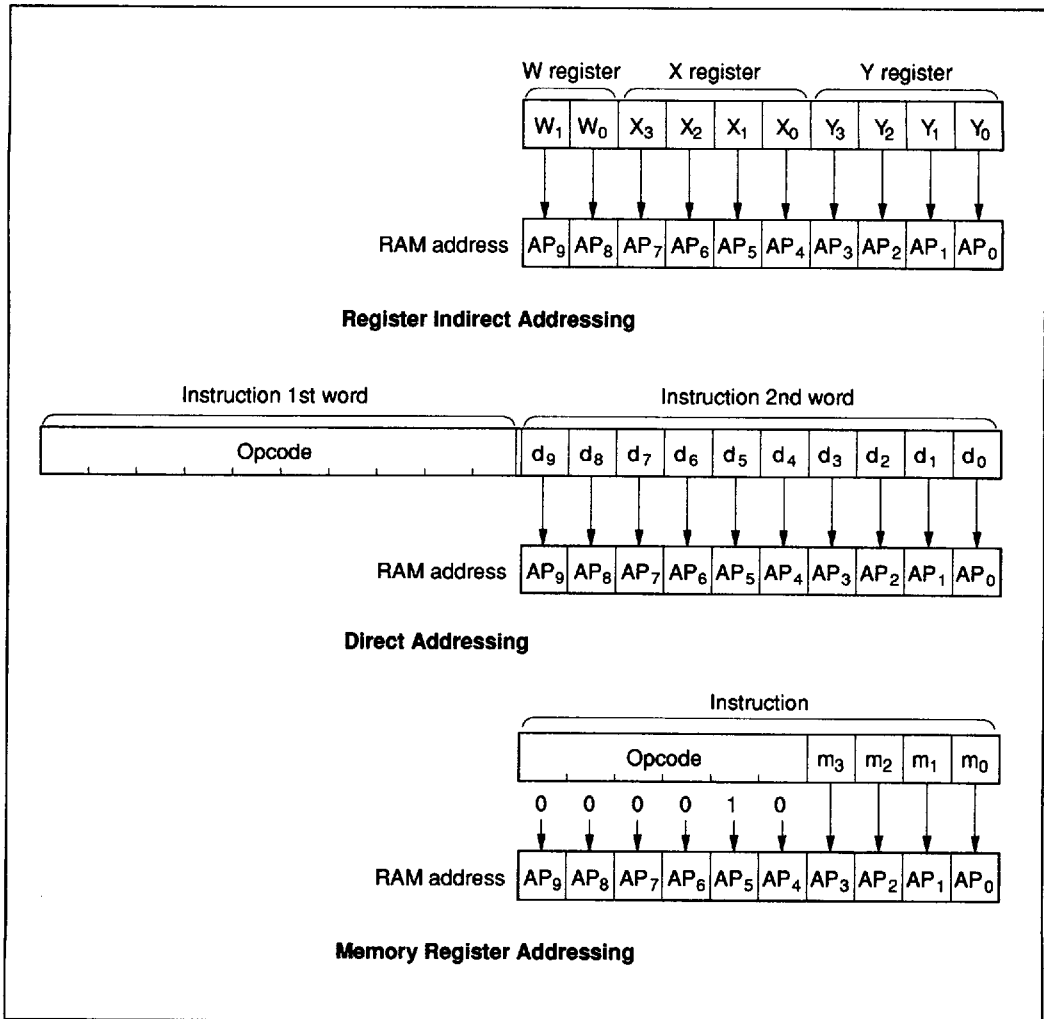 W register X register Y register
W1 W0 X3 X2 X1 X0 Y3 Y2 Y1 Y0
RAM address AP9 AP8 AP7 AP6 AP5 AP4 AP3 AP2 AP1 AP0
Register Indirect Addressing
Instruction 1st word Instruction 2nd word
Opcode d9 d8 d7 d6 d5 d4 d3 d2 d1 d0
RAM address AP9 AP8 AP7 AP6 AP5 AP4 AP3 AP2 AP1 AP0
Direct Addressing
Instruction
Opcode m3 m2 m1 m0
0 0 0 0 1 0
RAM address AP9 AP8 AP7 AP6 AP5 AP4 AP3 AP2 AP1 AP0
Memory Register Addressing